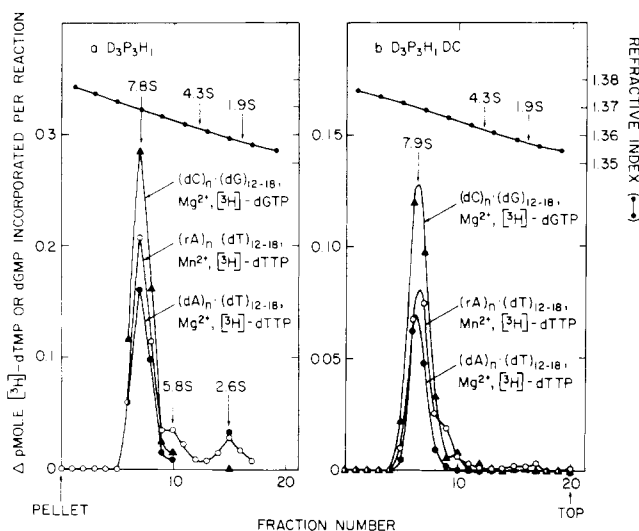 a D₃P₃H₁
b D₃P₃H₁ DC
7.8S
4.3S
1.9S
4.3S
1.9S
7.9S
1.38
1.37
1.36
1.35
0.3
0.2
0.1
0
0.15
0.10
0.05
0
(dC)ₙ·(dG)₁₂₋₁₈,
Mg²⁺, [³H]-dGTP
(rA)ₙ·(dT)₁₂₋₁₈,
Mn²⁺, [³H]-dTTP
(dA)ₙ·(dT)₁₂₋₁₈,
Mg²⁺, [³H]-dTTP
5.8S
2.6S
(dC)ₙ·(dG)₁₂₋₁₈,
Mg²⁺, [³H]-dGTP
(rA)ₙ·(dT)₁₂₋₁₈,
Mn²⁺, [³H]-dTTP
(dA)ₙ·(dT)₁₂₋₁₈,
Mg²⁺, [³H]-dTTP
10
20
10
20
PELLET
TOP
FRACTION NUMBER
Δ pMOLE [³H]-dTMP OR dGMP INCORPORATED PER REACTION
REFRACTIVE INDEX (●—●)